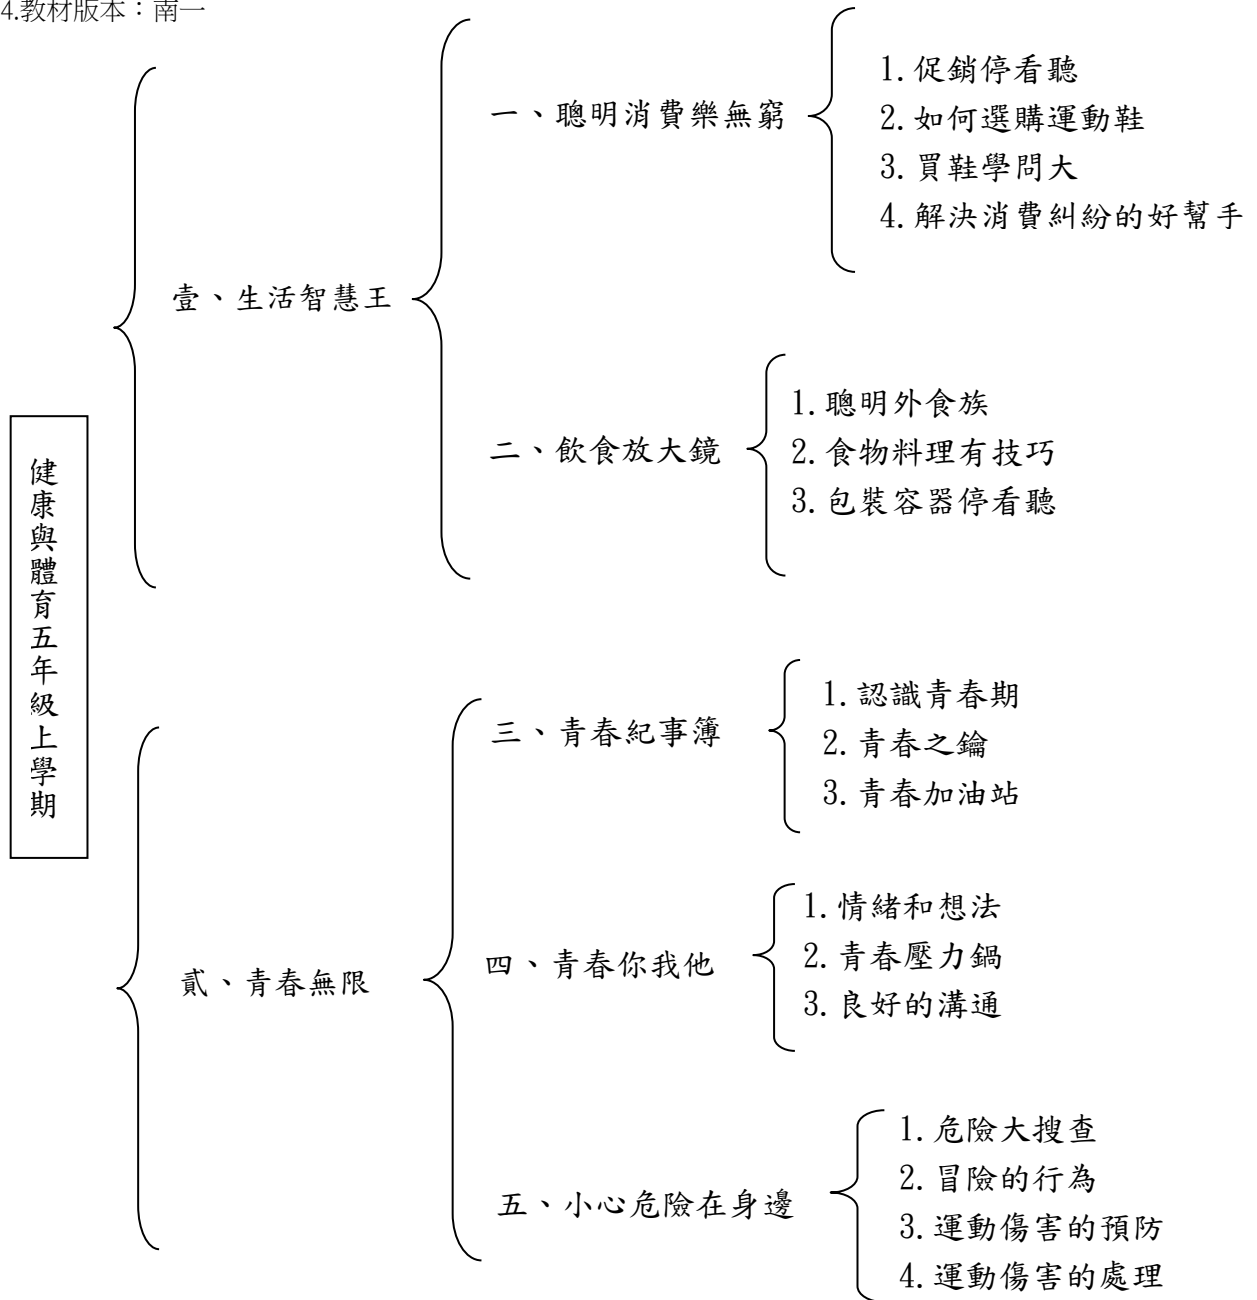 4.教材版本：南一
健康與體育五年級上學期
壹、生活智慧王
一、聰明消費樂無窮
1.促銷停看聽
2.如何選購運動鞋
3.買鞋學問大
4.解決消費糾紛的好幫手
二、飲食放大鏡
1.聰明外食族
2.食物料理有技巧
3.包裝容器停看聽
貳、青春無限
三、青春紀事簿
1.認識青春期
2.青春之鑰
3.青春加油站
四、青春你我他
1.情緒和想法
2.青春壓力鍋
3.良好的溝通
五、小心危險在身邊
1.危險大搜查
2.冒險的行為
3.運動傷害的預防
4.運動傷害的處理